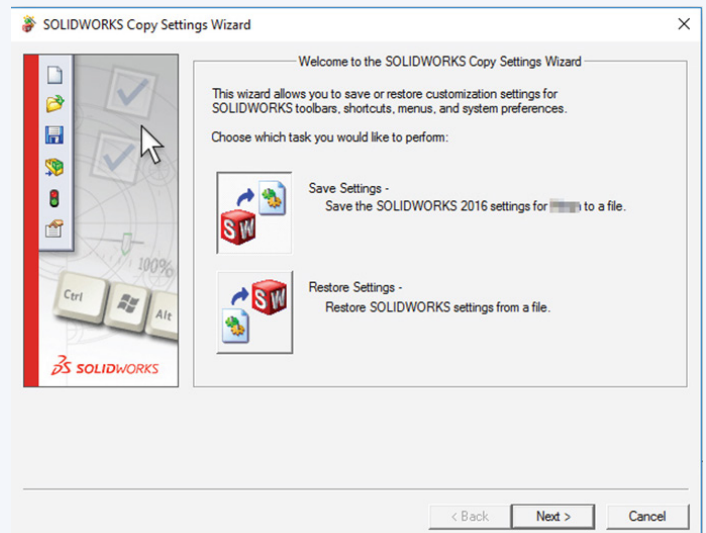 SOLIDWORKS Copy Settings Wizard
Welcome to the SOLIDWORKS Copy Settings Wizard
This wizard allows you to save or restore customization settings for
SOLIDWORKS toolbars, shortcuts, menus, and system preferences.
Choose which task you would like to perform:
Save Settings -
Save the SOLIDWORKS 2016 settings for to a file.
SW
Restore Settings -
Restore SOLIDWORKS settings from a file.
SW
100%
Ctrl
Alt
SOLIDWORKS
< Back
Next >
Cancel